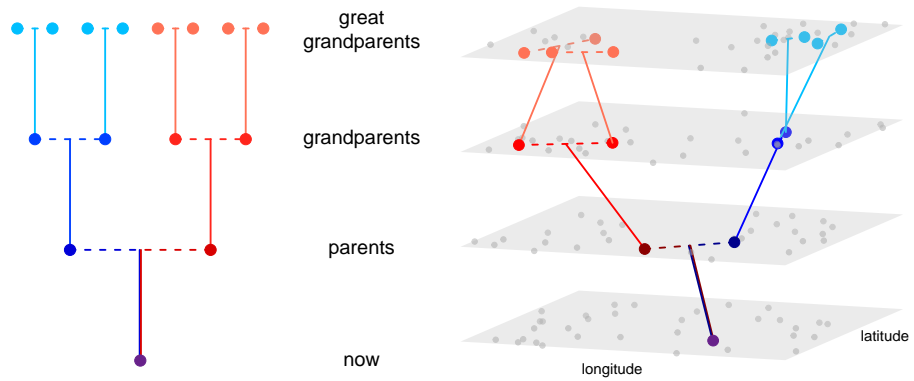 great
grandparents
grandparents
parents
now
latitude
longitude